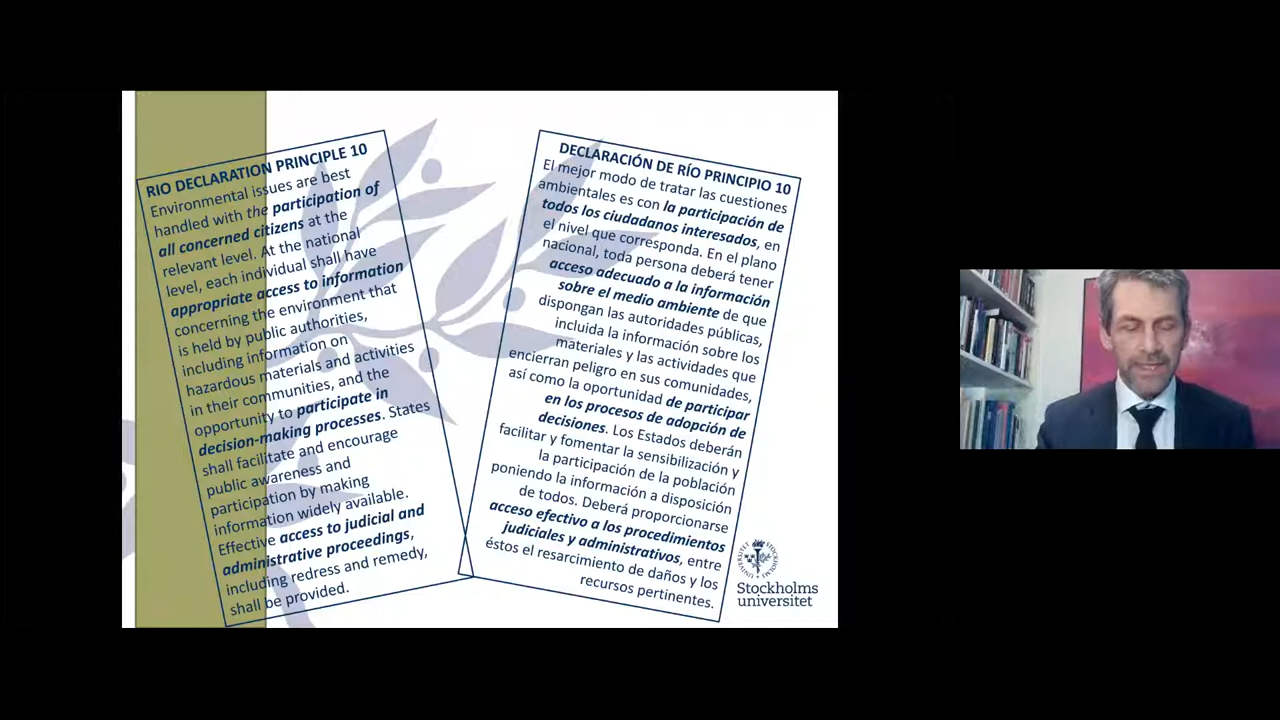 RIO DECLARATION PRINCIPLE 10
Environmental issues are best
handled with the participation of
all concerned citizens at the
relevant level. At the national
level, each individual shall have
appropriate access to information
concerning the environment that
is held by public authorities,
including information on
hazardous materials and activities
in their communities, and the
opportunity to participate in
decision-making processes. States
shall facilitate and encourage
public awareness and
participation by making
information widely available.
Effective access to judicial and
administrative proceedings,
including redress and remedy,
shall be provided.
DECLARACIÓN DE RÍO PRINCIPIO 10
El mejor modo de tratar las cuestiones
ambientales es con la participación de
todos los ciudadanos interesados, en
el nivel que corresponda. En el plano
nacional, toda persona deberá tener
acceso adecuado a la información
sobre el medio ambiente de que
dispongan las autoridades públicas,
incluida la información sobre los
materiales y las actividades que
encierran peligro en sus comunidades,
así como la oportunidad de participar
en los procesos de adopción de
decisiones. Los Estados deberán
facilitar y fomentar la sensibilización y
la participación de la población
poniendo la información a disposición
de todos. Deberá proporcionarse
acceso efectivo a los procedimientos
judiciales y administrativos, entre
éstos el resarcimiento de daños y los
recursos pertinentes.
Stockholms
universitet